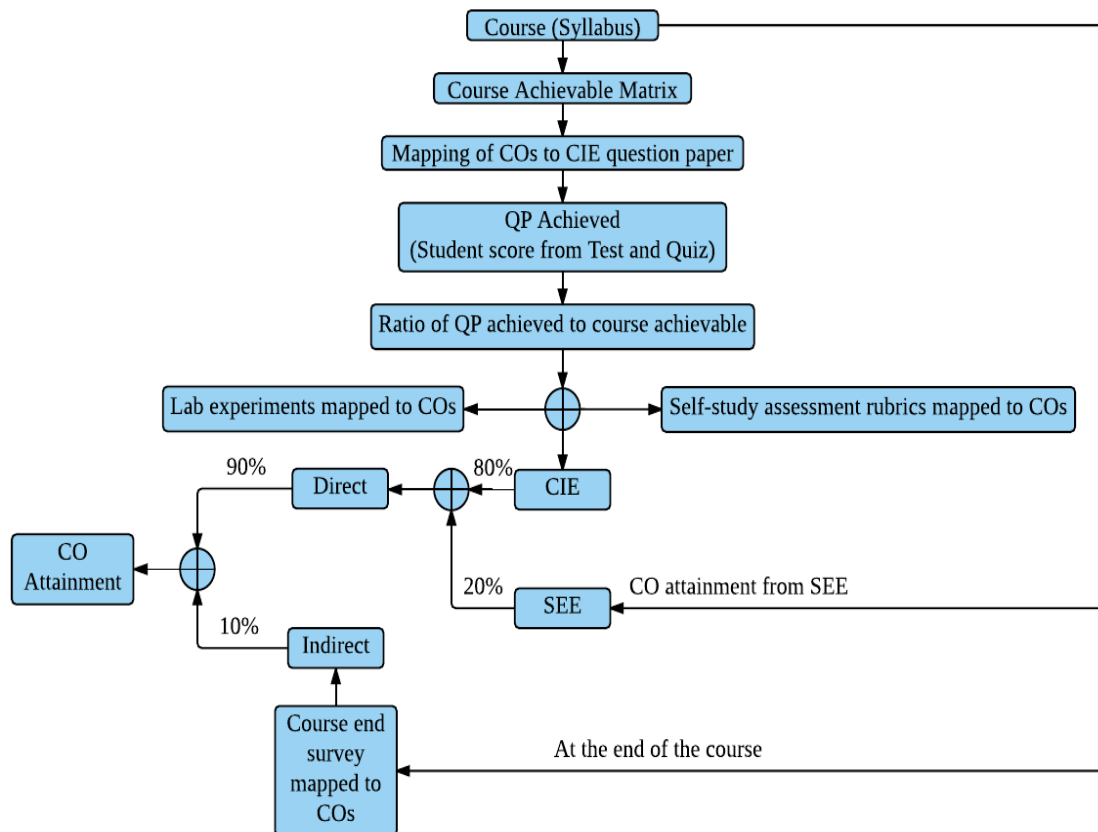 Course (Syllabus)
Course Achievable Matrix
Mapping of COs to CIE question paper
QP Achieved
(Student score from Test and Quiz)
Ratio of QP achieved to course achievable
Lab experiments mapped to COs
Self-study assessment rubrics mapped to COs
90%
Direct
80%
CIE
CO
Attainment
20%
SEE
CO attainment from SEE
10%
Indirect
Course end
survey
mapped to
COs
At the end of the course